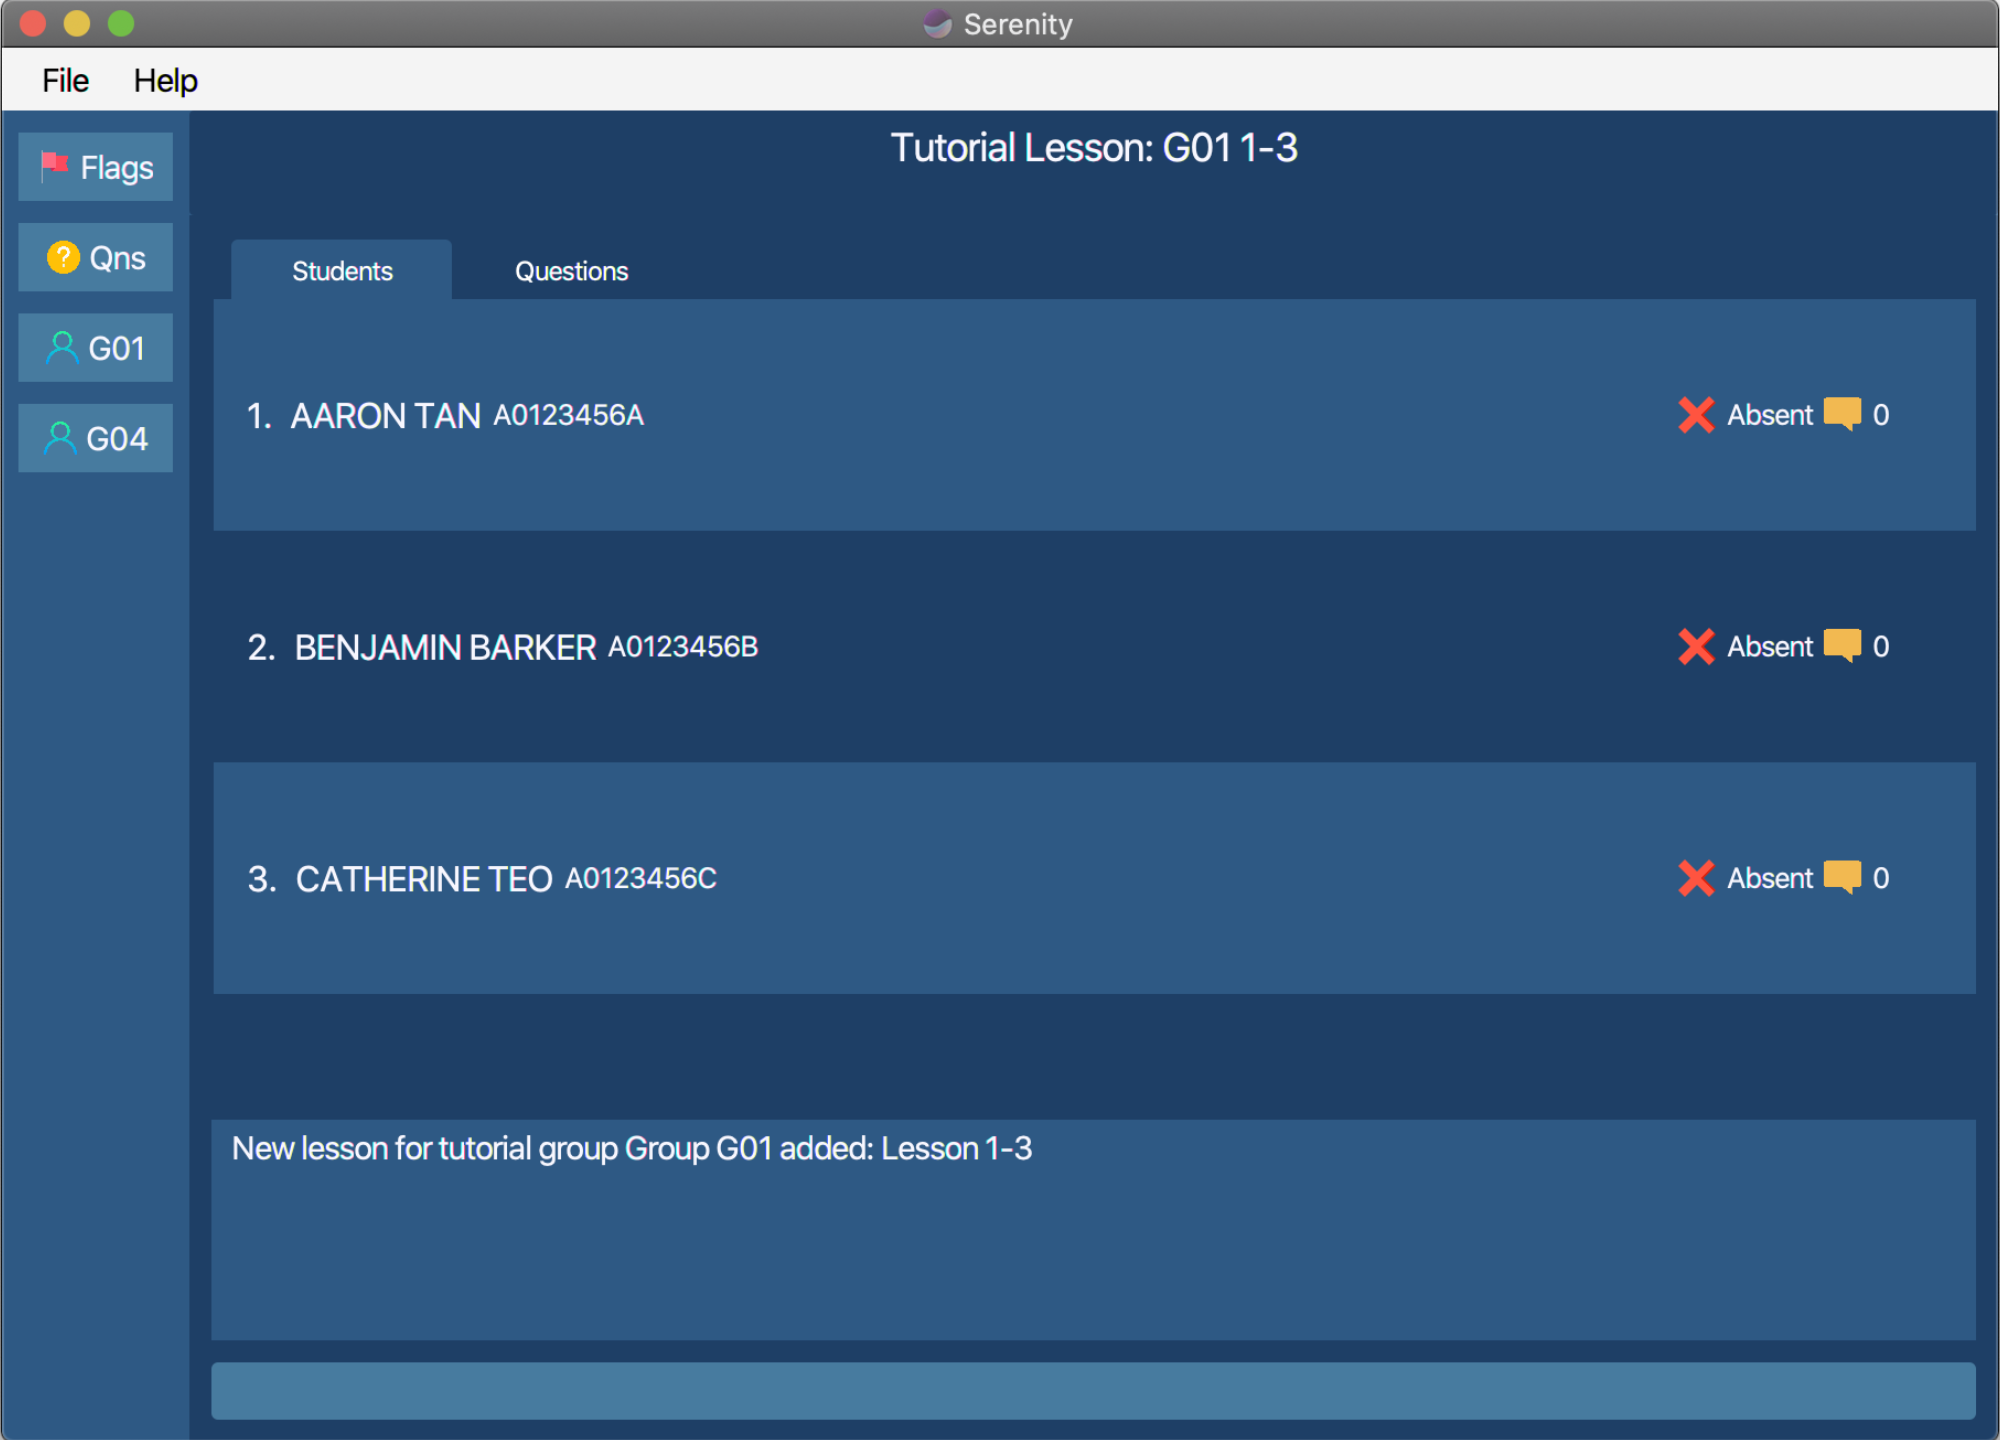 Serenity
File Help
Flags
Qns
G01
G04
Tutorial Lesson: G01 1-3
Students Questions
1. AARON TAN A0123456A Absent 0
2. BENJAMIN BARKER A0123456B Absent 0
3. CATHERINE TEO A0123456C Absent 0
New lesson for tutorial group Group G01 added: Lesson 1-3